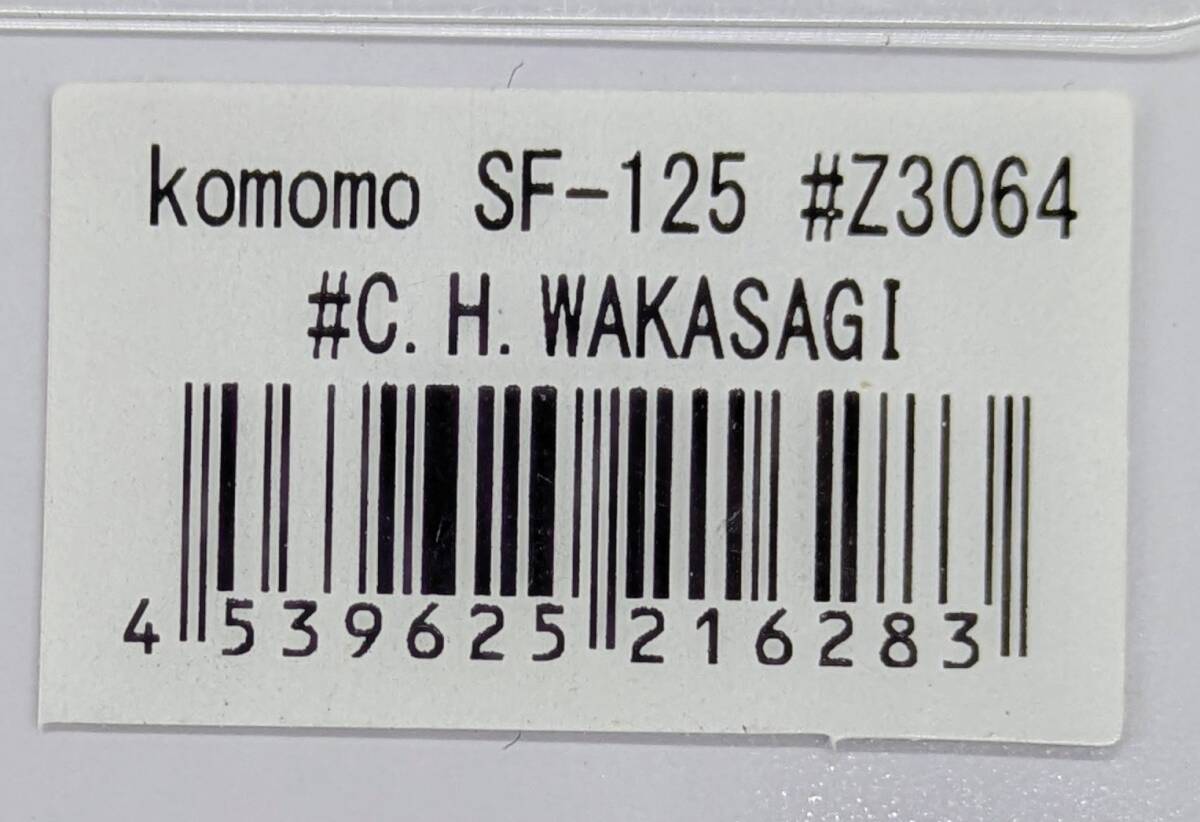 komomo SF-125 #Z3064
#C. H. WAKASAGI
4 539625 216283